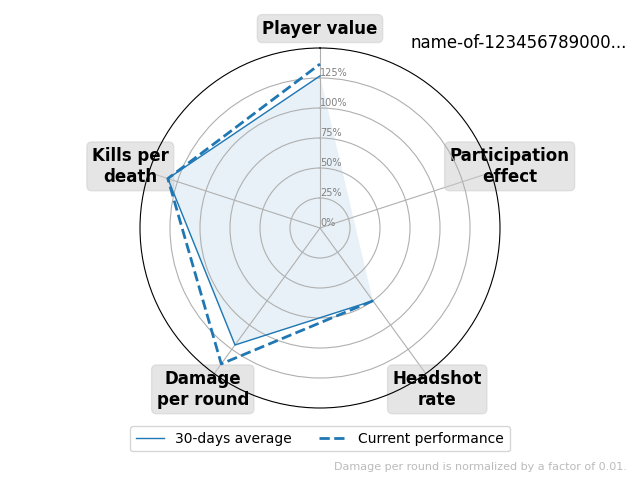 Player value
name-of-123456789000...
Kills per
death
Participation
effect
125%
100%
75%
50%
25%
0%
Damage
per round
Headshot
rate
30-days average
Current performance
Damage per round is normalized by a factor of 0.01.